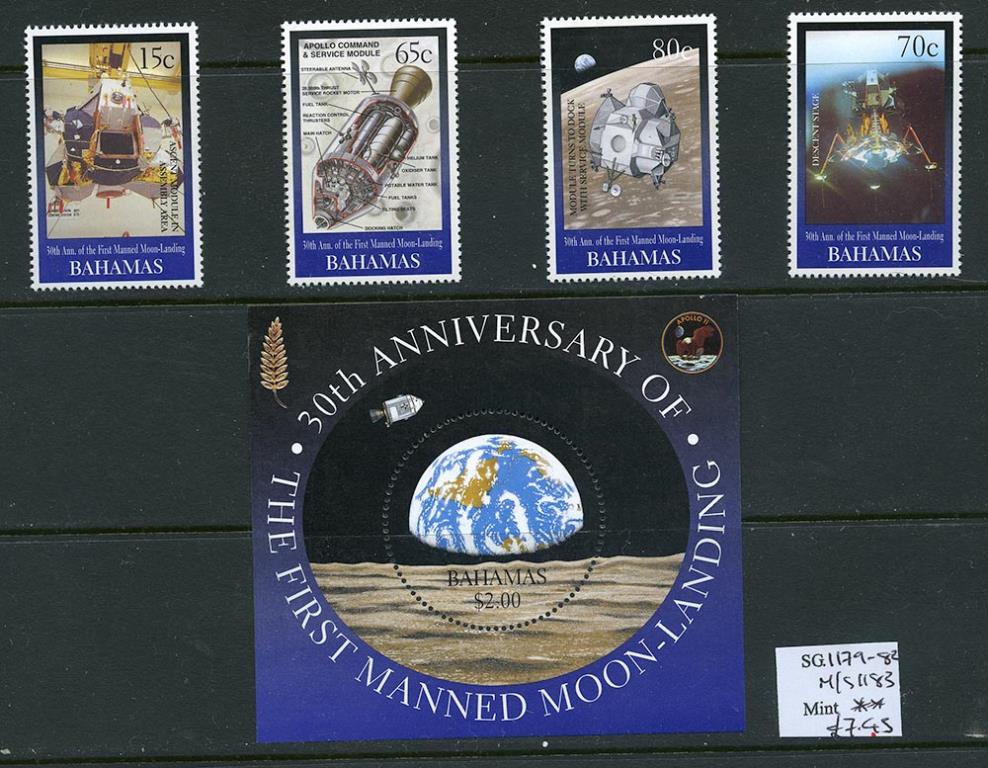 15c
ASCENT MODULE IN
ASSEMBLY AREA
30th Ann. of the First Manned Moon-Landing
BAHAMAS
APOLLO COMMAND
& SERVICE MODULE
65c
STEERABLE ANTENNA
20,500lb THRUST
SERVICE ROCKET MOTOR
FUEL TANK
REACTION CONTROL
THRUSTERS
MAIN HATCH
HELIUM TANK
OXIDISER TANK
POTABLE WATER TANK
FUEL TANKS
TILTING SEATS
DOCKING HATCH
30th Ann. of the First Manned Moon-Landing
BAHAMAS
80c
MODULE TURNS TO DOCK
WITH SERVICE MODULE
30th Ann. of the First Manned Moon-Landing
BAHAMAS
70c
DESCENT STAGE
30th Ann. of the First Manned Moon-Landing
BAHAMAS
• 30th ANNIVERSARY OF •
THE FIRST MANNED MOON-LANDING
APOLLO 11
BAHAMAS
$2.00
SG.1179-82
M/S1183
Mint **
£7.45